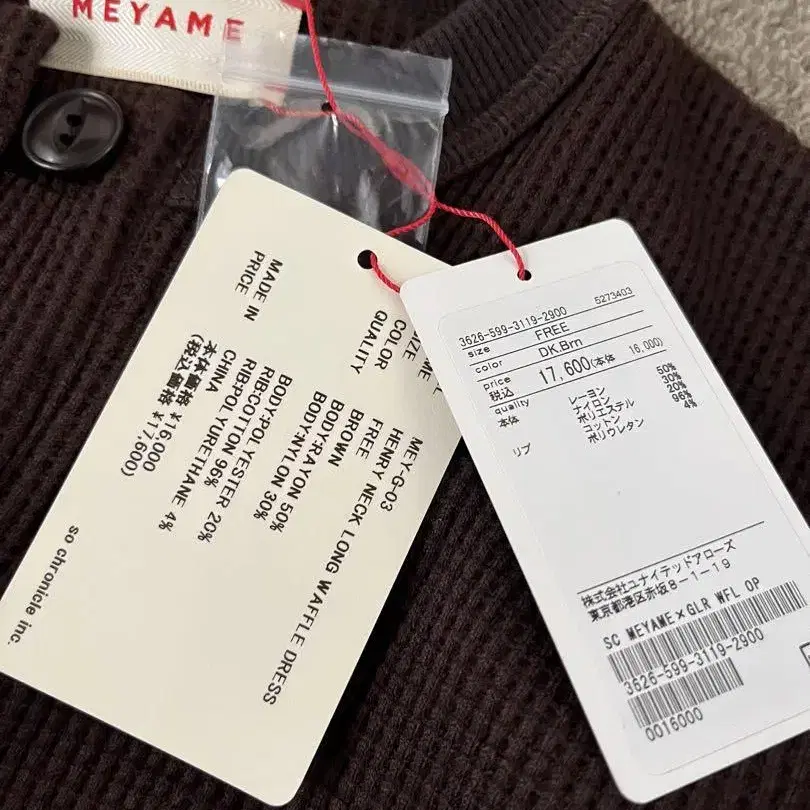 MEYAME
MEY-G-03
HENRY NECK LONG WAFFLE DRESS
FREE
COLOR
BROWN
QUALITY
BODY:RAYON 50%
BODY:NYLON 30%
BODY:POLYESTER 20%
RIB:COTTON 96%
RIB:POLYURETHANE 4%
MADE IN
CHINA
PRICE
本体価格 ¥16,000
(税込価格 ¥17,600)
so chronicle inc.
5273403
3626-599-3119-2900
size FREE
color DK.Brn
price
税込 17,600(本体 16,000)
quality
本体 レーヨン 50%
ナイロン 30%
ポリエステル 20%
リブ コットン 96%
ポリウレタン 4%
株式会社ユナイテッドアローズ
東京都港区赤坂8-1-19
SC MEYAME×GLR WFL OP
3626-599-3119-2900
0016000